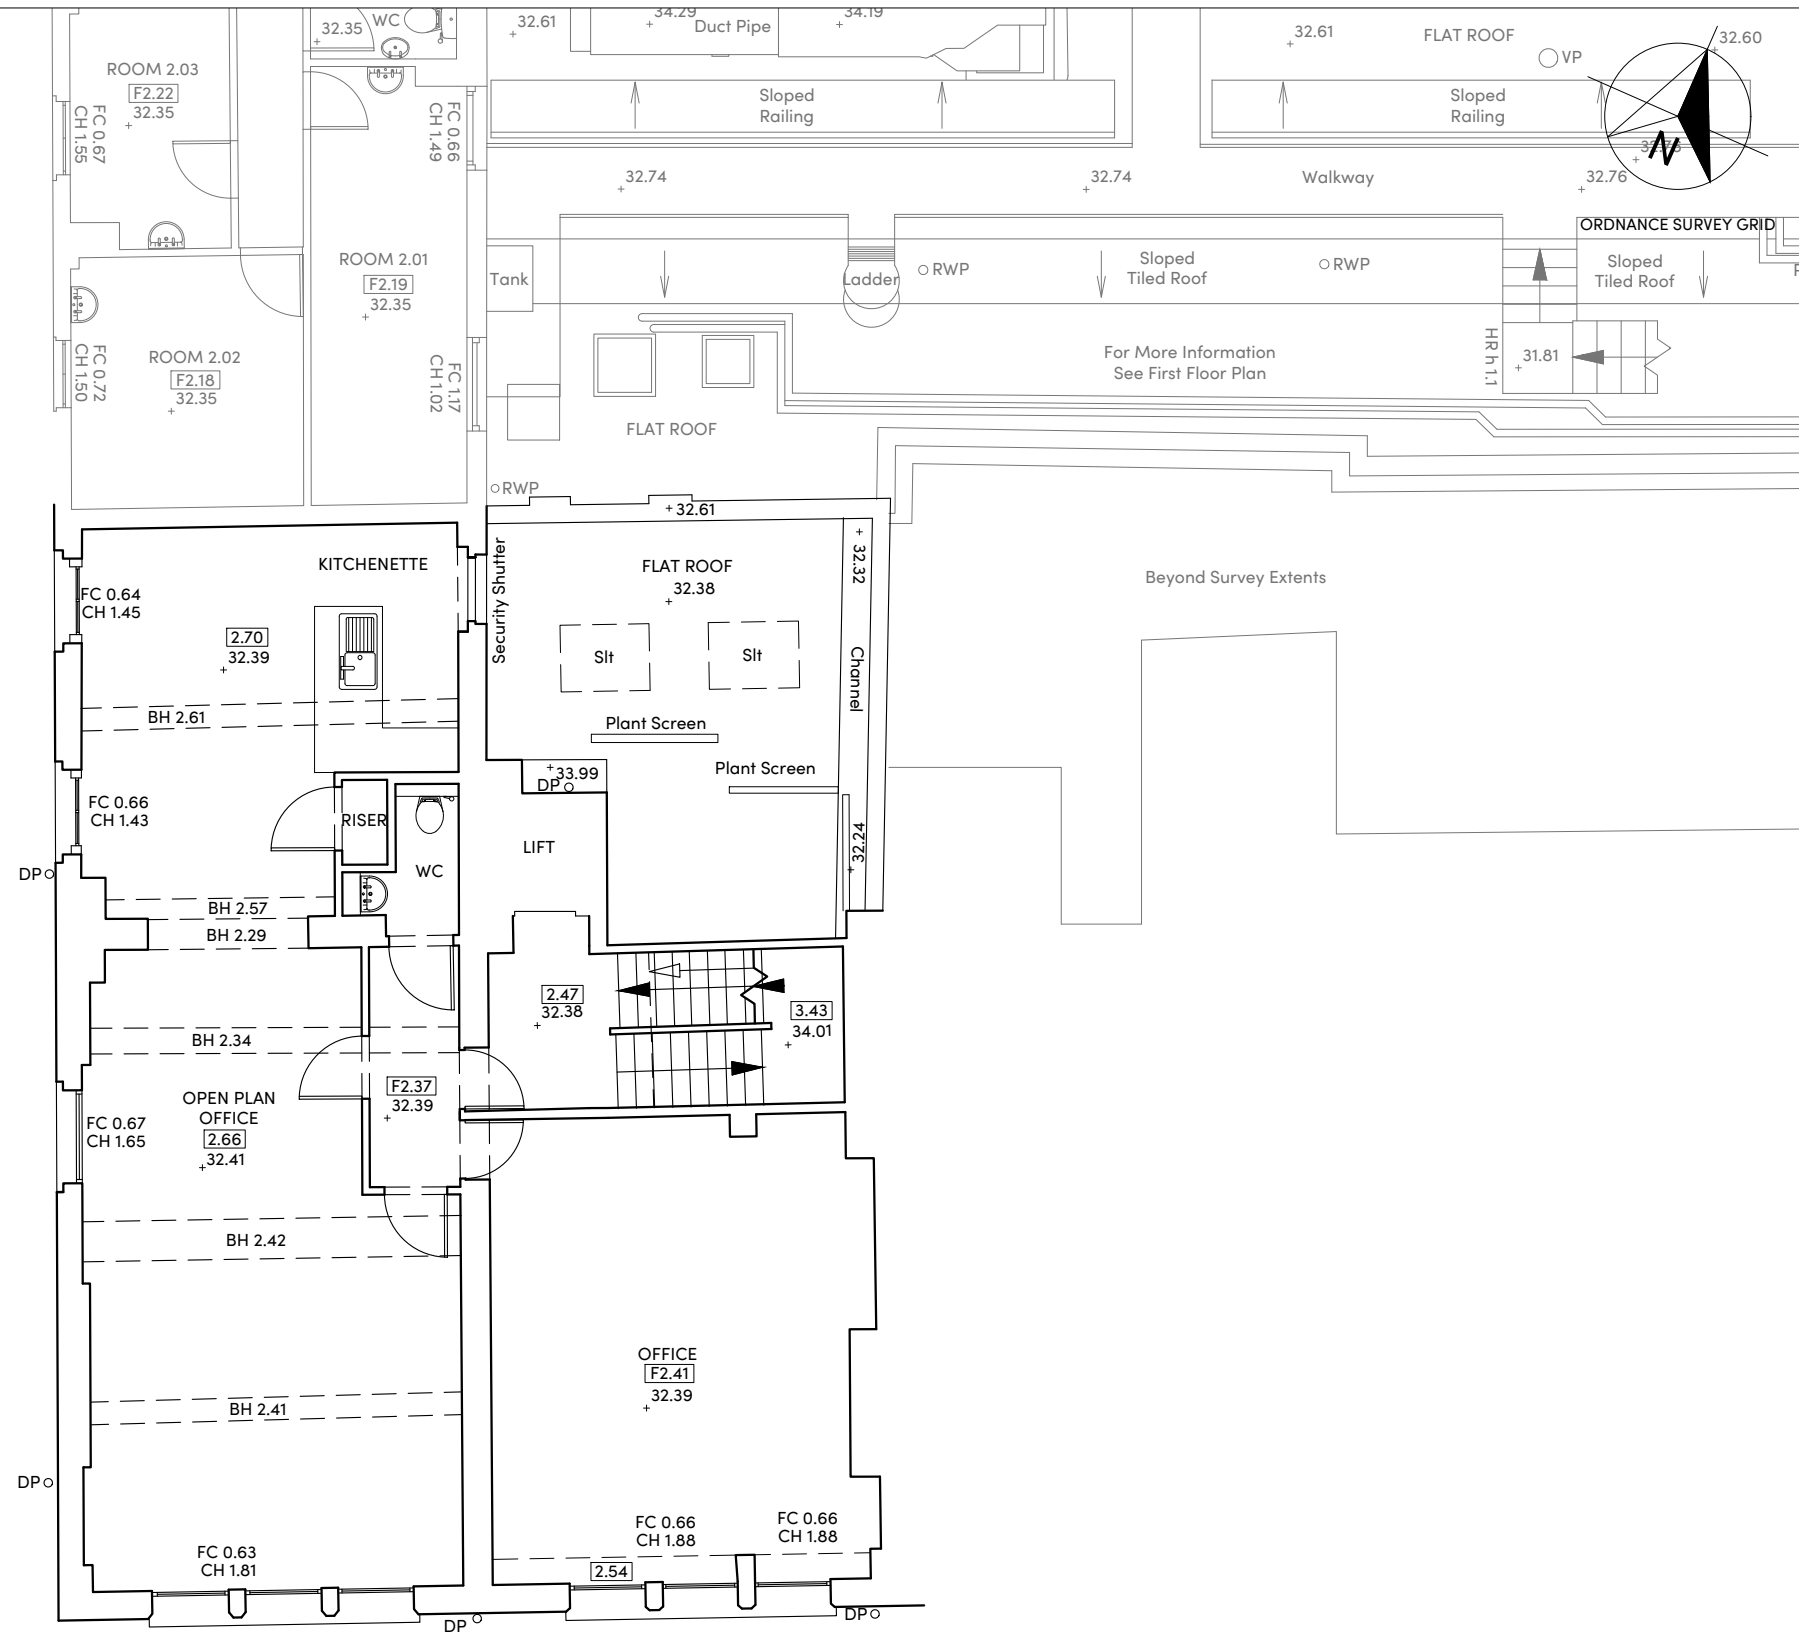 WC
32.35
32.61
34.29
Duct Pipe
34.19
32.61
FLAT ROOF
VP
32.60
ROOM 2.03
F2.22
32.35
FC 0.67
CH 1.55
FC 0.66
CH 1.49
Sloped
Railing
Sloped
Railing
N
32.74
32.74
Walkway
32.76
ORDNANCE SURVEY GRID
ROOM 2.01
F2.19
32.35
Tank
Ladder
RWP
Sloped
Tiled Roof
RWP
Sloped
Tiled Roof
ROOM 2.02
F2.18
32.35
FC 0.72
CH 1.50
FC 1.17
CH 1.02
For More Information
See First Floor Plan
HR h1.1
31.81
FLAT ROOF
RWP
32.61
KITCHENETTE
Security Shutter
FLAT ROOF
32.38
32.32
Beyond Survey Extents
FC 0.64
CH 1.45
2.70
32.39
Slt
Slt
Channel
BH 2.61
Plant Screen
Plant Screen
33.99
DP
FC 0.66
CH 1.43
RISER
LIFT
32.24
WC
DP
BH 2.57
BH 2.29
2.47
32.38
3.43
34.01
BH 2.34
F2.37
32.39
OPEN PLAN
OFFICE
2.66
32.41
FC 0.67
CH 1.65
BH 2.42
OFFICE
F2.41
32.39
BH 2.41
DP
FC 0.66
CH 1.88
FC 0.66
CH 1.88
FC 0.63
CH 1.81
2.54
DP
DP